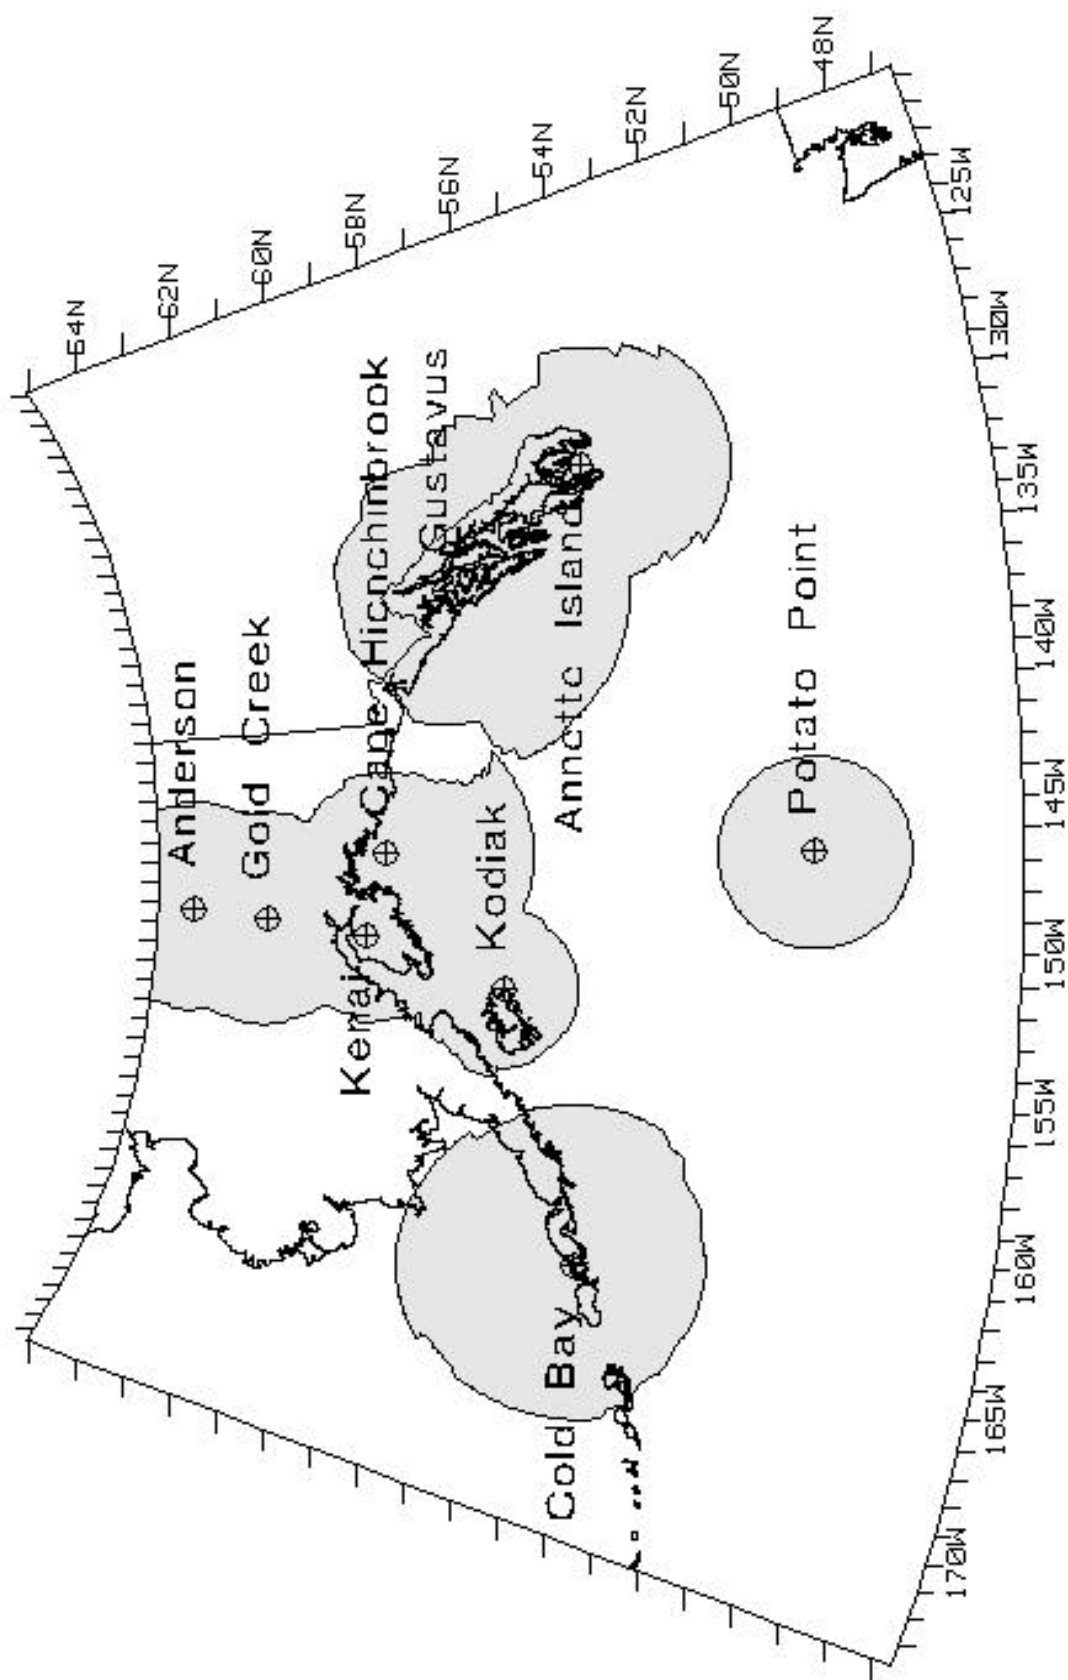 64N
62N
60N
58N
56N
54N
52N
50N
48N
Anderson
Gold Creek
Cape Hicnchinbrook
Gustavus
Kenai
Kodiak
Anncttc Island
Cold Bay
Potato Point
170W
165W
160W
155W
150W
145W
140W
135W
130W
125W